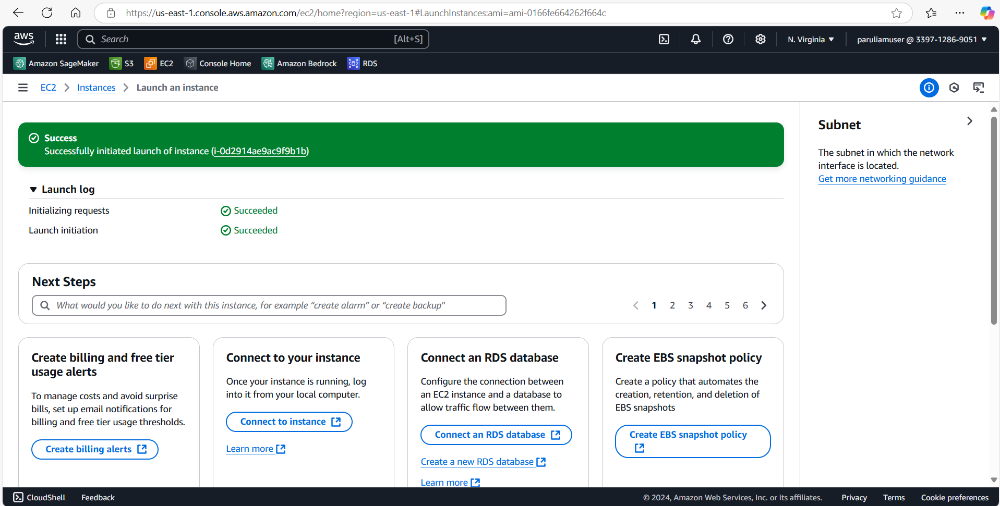 https://us-east-1.console.aws.amazon.com/ec2/home?region=us-east-1#LaunchInstances:ami=ami-0166fe664262f664c
aws
Search [Alt+S]
N. Virginia
paruliamuser @ 3397-1286-9051
Amazon SageMaker
S3
EC2
Console Home
Amazon Bedrock
RDS
EC2
Instances
Launch an instance
Success
Successfully initiated launch of instance (i-0d2914ae9ac9f9b1b)
Launch log
Initializing requests Succeeded
Launch initiation Succeeded
Next Steps
What would you like to do next with this instance, for example “create alarm” or “create backup"
1 2 3 4 5 6
Create billing and free tier
usage alerts
To manage costs and avoid surprise
bills, set up email notifications for
billing and free tier usage thresholds.
Create billing alerts
Connect to your instance
Once your instance is running, log
into it from your local computer.
Connect to instance
Learn more
Connect an RDS database
Configure the connection between
an EC2 instance and a database to
allow traffic flow between them.
Connect an RDS database
Create a new RDS database
Learn more
Create EBS snapshot policy
Create a policy that automates the
creation, retention, and deletion of
EBS snapshots
Create EBS snapshot policy
Subnet
The subnet in which the network
interface is located.
Get more networking guidance
CloudShell
Feedback
© 2024, Amazon Web Services, Inc. or its affiliates.
Privacy
Terms
Cookie preferences